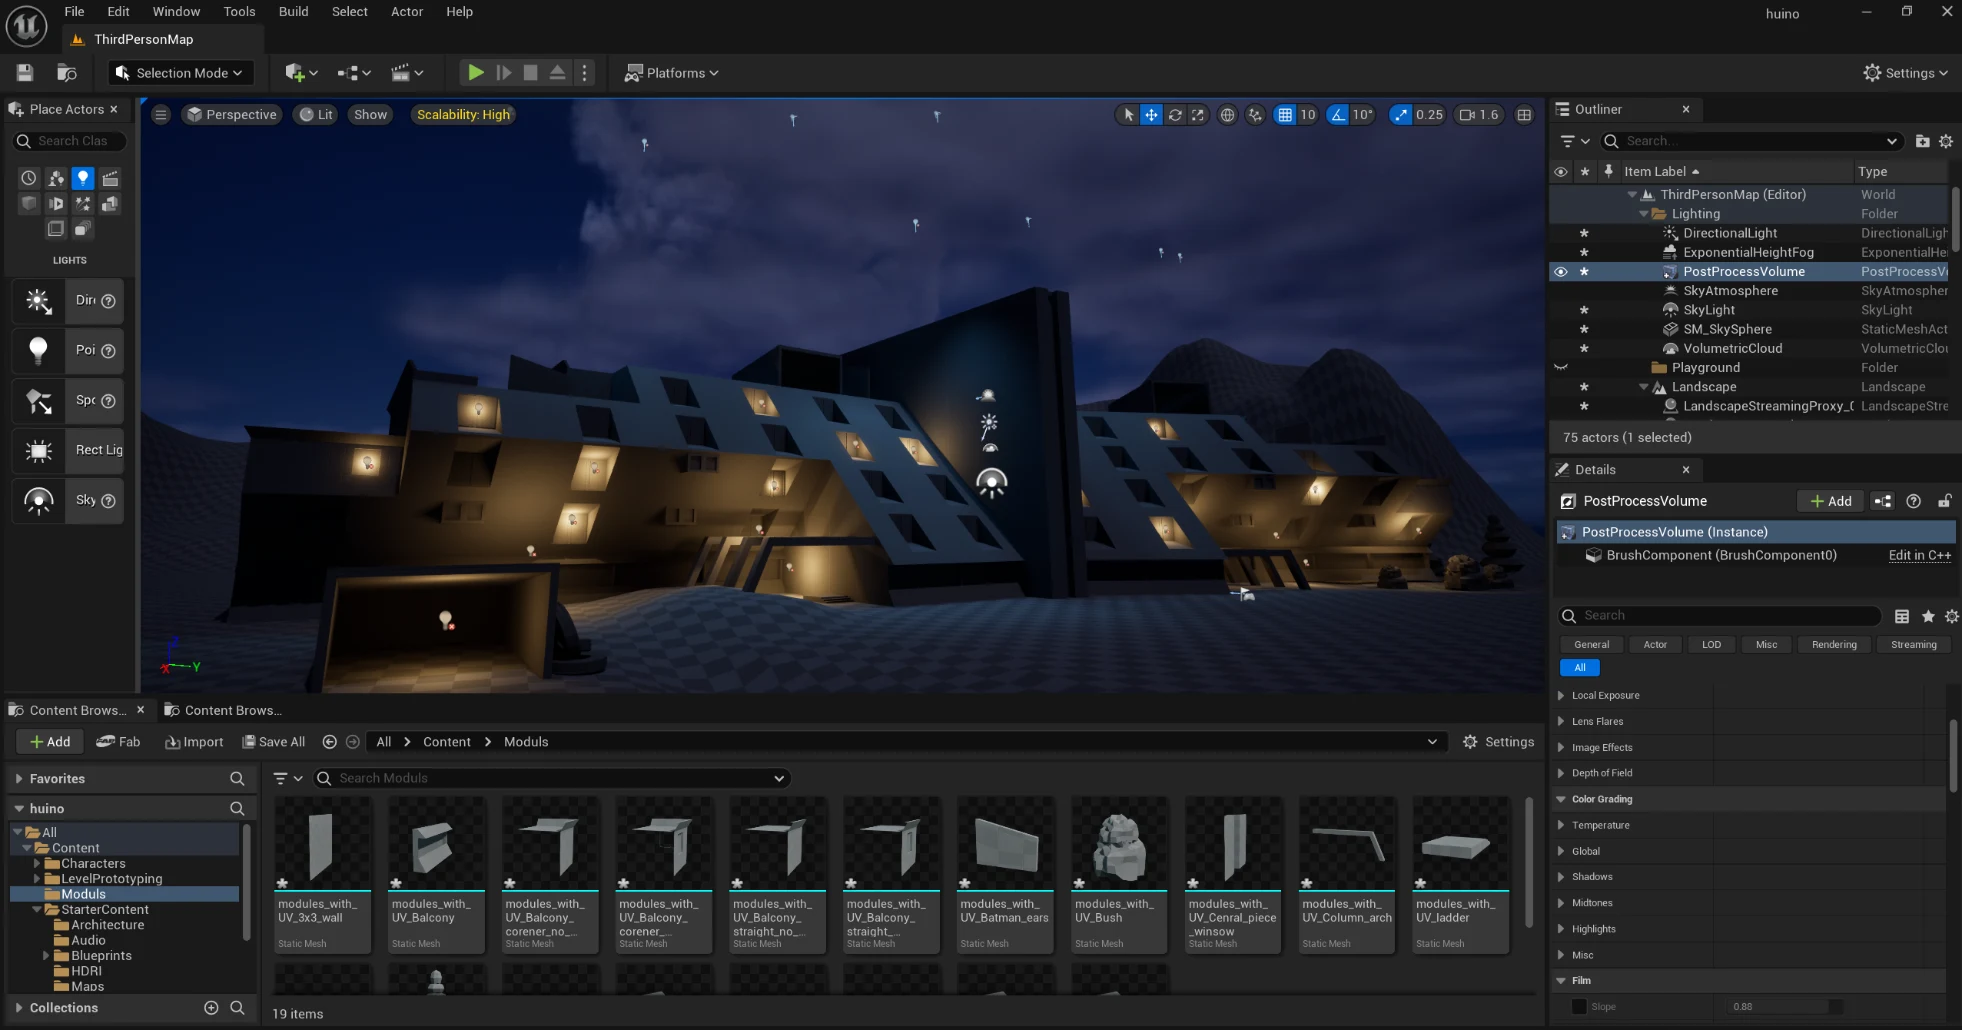 File Edit Window Tools Build Select Actor Help
huino
ThirdPersonMap
Selection Mode
Platforms
Settings
Place Actors
Search Clas
LIGHTS
Poi
Spc
Rect Lig
Sky
Perspective Lit Show Scalability: High
10 10° 0.25 1.6
Outliner
Search...
Item Label Type
ThirdPersonMap (Editor) World
Lighting Folder
DirectionalLight DirectionalLigh
ExponentialHeightFog ExponentialHei
PostProcessVolume PostProcessV
SkyAtmosphere SkyAtmospher
SkyLight SkyLight
SM_SkySphere StaticMeshAct
VolumetricCloud VolumetricClou
Playground Folder
Landscape Landscape
LandscapeStreamingProxy_0 LandscapeStre
75 actors (1 selected)
Details
PostProcessVolume Add
PostProcessVolume (Instance)
BrushComponent (BrushComponent0) Edit in C++
Search
General Actor LOD Misc Rendering Streaming
All
Local Exposure
Lens Flares
Image Effects
Depth of Field
Color Grading
Temperature
Global
Shadows
Midtones
Highlights
Misc
Film
Slope 0.88
Z
X
Y
Content Brows... Content Brows...
Add Fab Import Save All All > Content > Moduls Settings
Favorites
huino
All
Content
Characters
LevelPrototyping
Moduls
StarterContent
Architecture
Audio
Blueprints
HDRI
Maps
Collections
Search Moduls
modules_with_
UV_3x3_wall
Static Mesh
modules_with_
UV_Balcony
Static Mesh
modules_with_
UV_Balcony_
corener_no_...
Static Mesh
modules_with_
UV_Balcony_
corener_...
Static Mesh
modules_with_
UV_Balcony_
straight_no_...
Static Mesh
modules_with_
UV_Balcony_
straight_...
Static Mesh
modules_with_
UV_Batman_ears
Static Mesh
modules_with_
UV_Bush
Static Mesh
modules_with_
UV_Cenral_piece
_winsow
Static Mesh
modules_with_
UV_Column_arch
Static Mesh
modules_with_
UV_ladder
Static Mesh
19 items